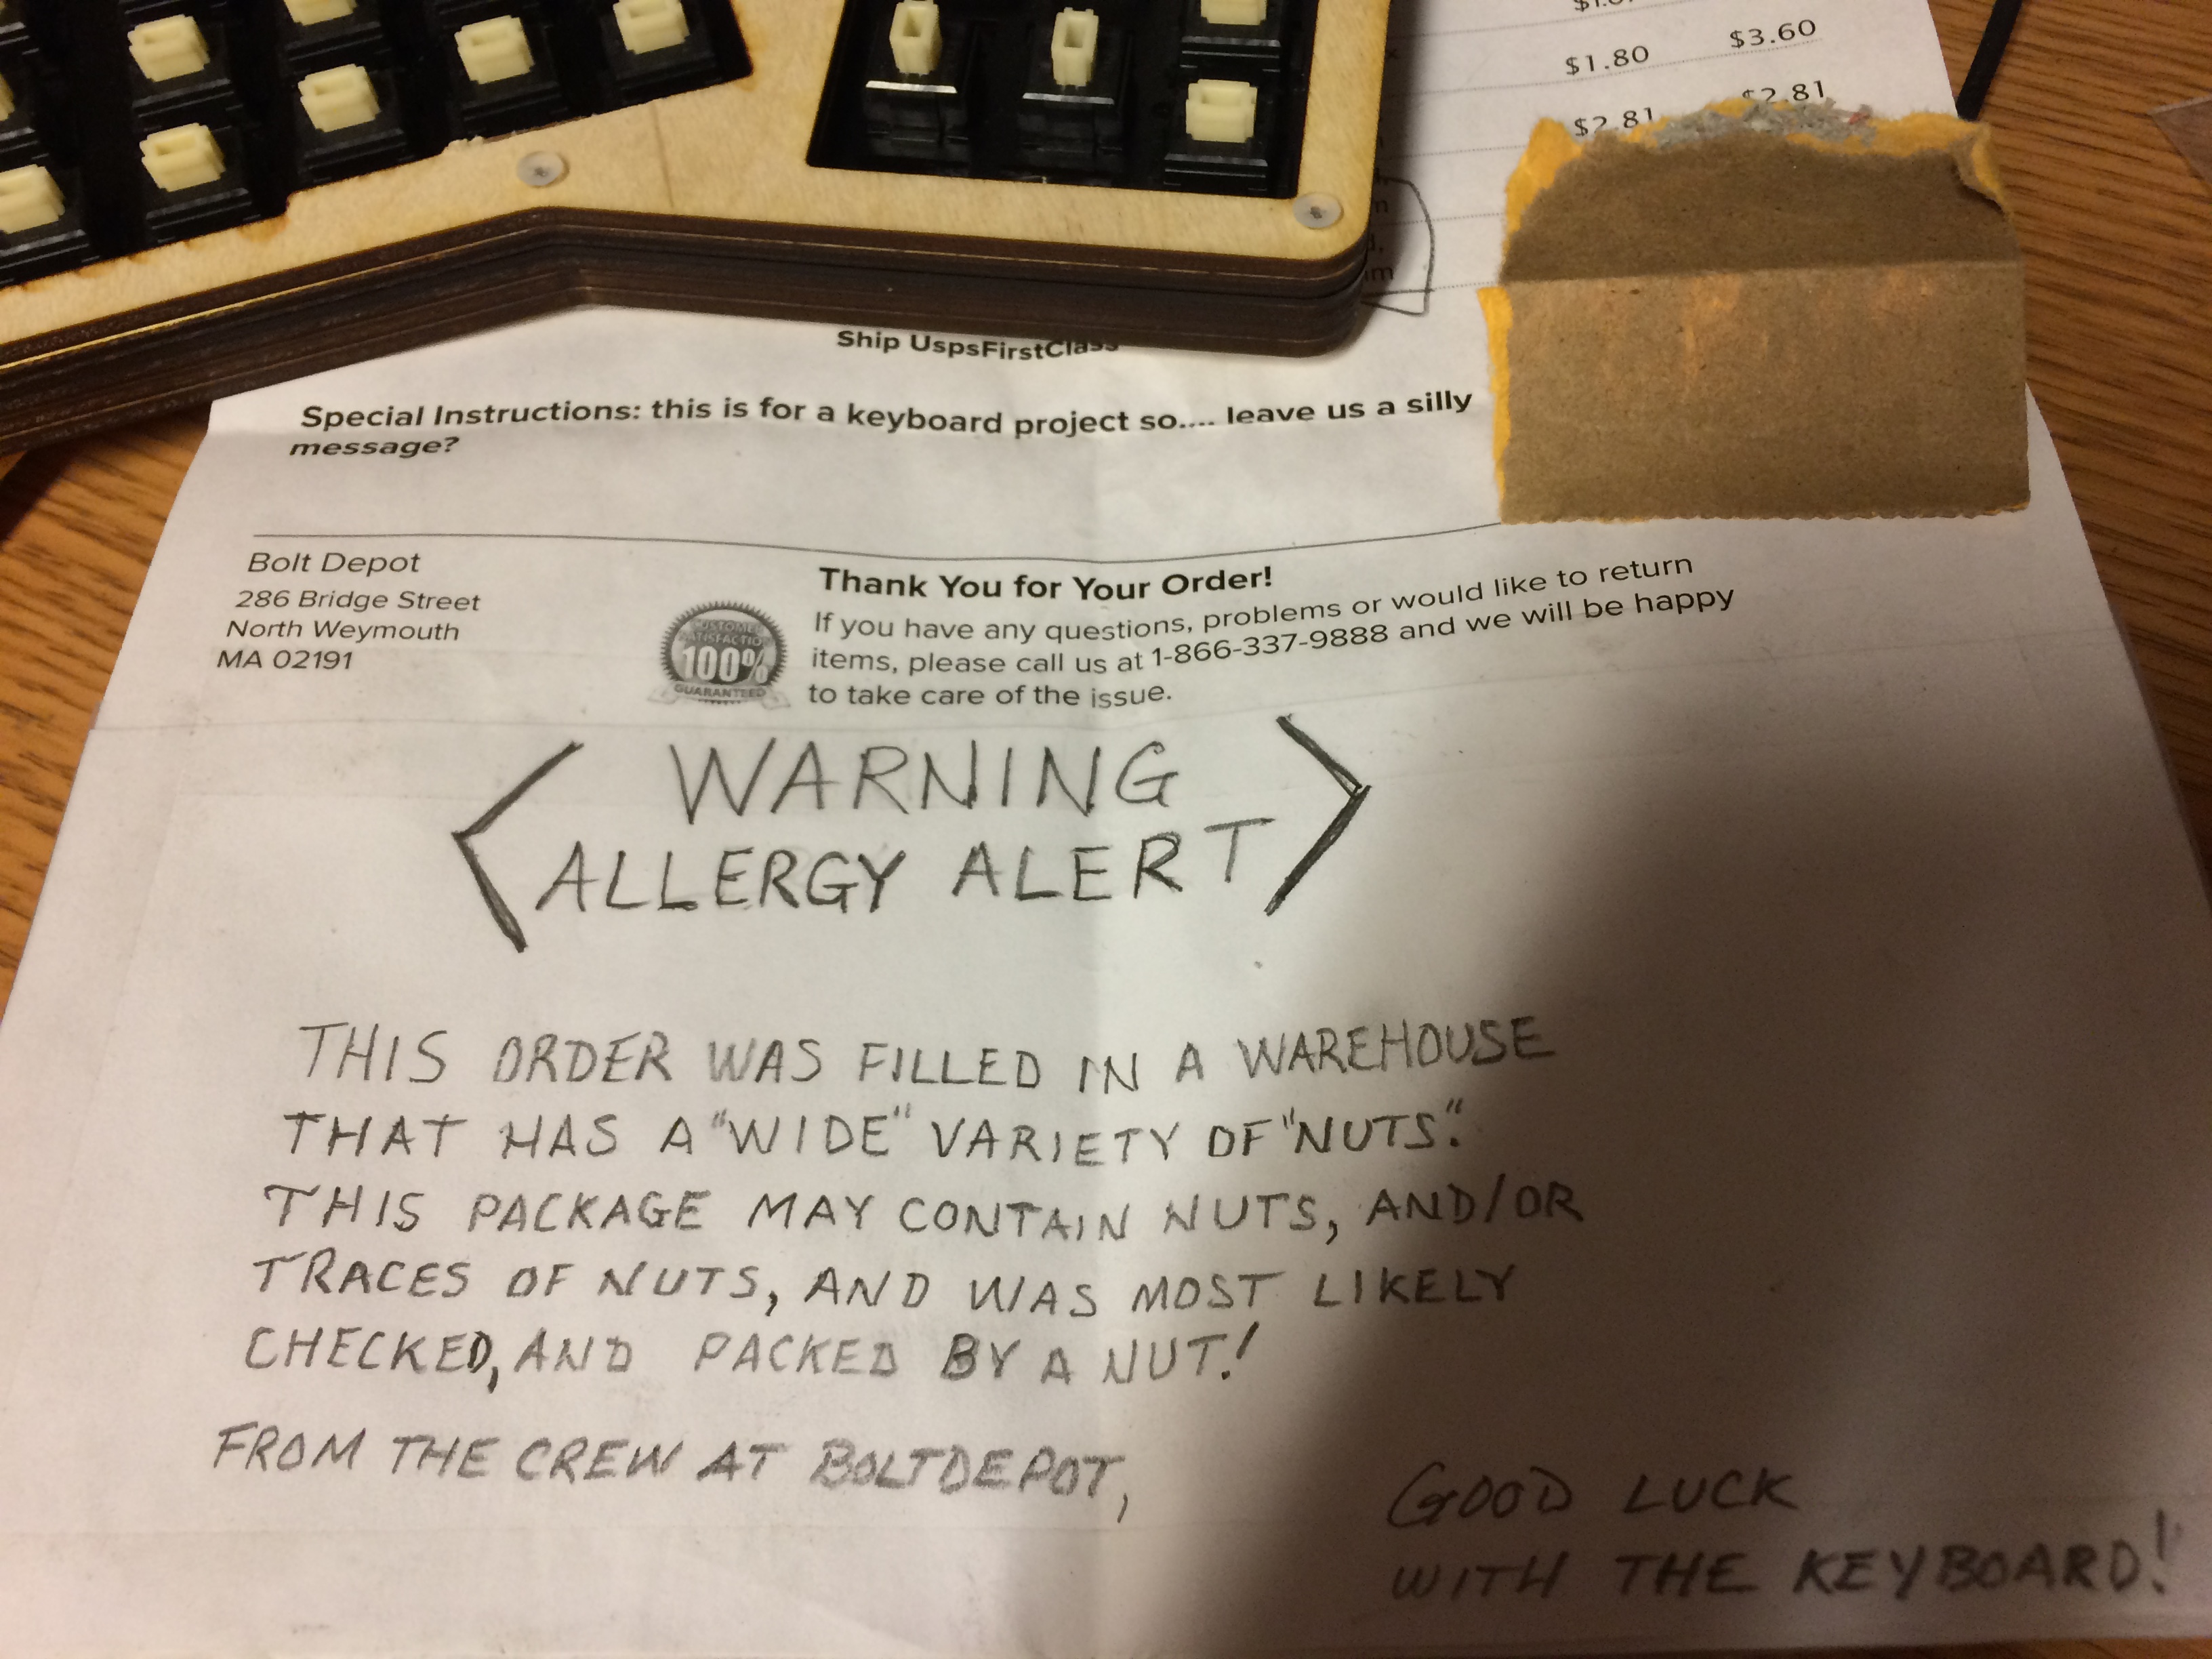 $1.80 $3.60
$2.81 $2.81
Ship UspsFirstClass
Special Instructions: this is for a keyboard project so.... leave us a silly
message?
Bolt Depot
286 Bridge Street
North Weymouth
MA 02191
CUSTOMER
SATISFACTION
100%
GUARANTEED
Thank You for Your Order!
If you have any questions, problems or would like to return
items, please call us at 1-866-337-9888 and we will be happy
to take care of the issue.
WARNING
ALLERGY ALERT
THIS ORDER WAS FILLED IN A WAREHOUSE
THAT HAS A "WIDE" VARIETY OF "NUTS".
THIS PACKAGE MAY CONTAIN NUTS, AND/OR
TRACES OF NUTS, AND WAS MOST LIKELY
CHECKED, AND PACKED BY A NUT!
FROM THE CREW AT BOLTDEPOT,
GOOD LUCK
WITH THE KEYBOARD!